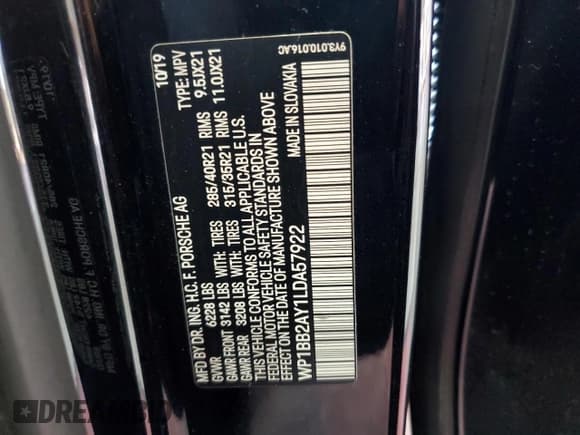 MFD BY DR. ING. H.C. F. PORSCHE AG 10/19
GVWR 6228 LBS TYPE: MPV
GAWR FRONT 3142 LBS WITH: TIRES 285/40R21 RIMS 9.5JX21
GAWR REAR 3208 LBS WITH: TIRES 315/35R21 RIMS 11.0JX21
THIS VEHICLE CONFORMS TO ALL APPLICABLE U.S.
FEDERAL MOTOR VEHICLE SAFETY STANDARDS IN
EFFECT ON THE DATE OF MANUFACTURE SHOWN ABOVE
WP1BB2AY1LDA57922 MADE IN SLOVAKIA
9Y3.010.016.AC
DREAMBID